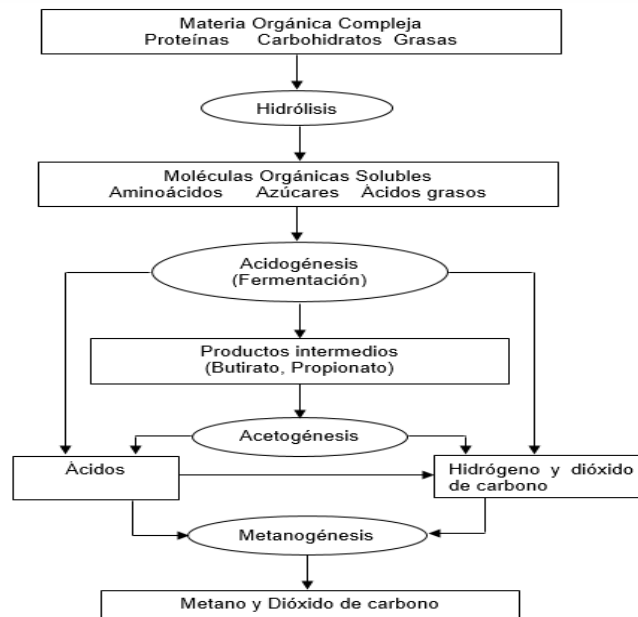 Materia Orgánica Compleja
Proteínas Carbohidratos Grasas
Hidrólisis
Moléculas Orgánicas Solubles
Aminoácidos Azúcares Àcidos grasos
Acidogénesis
(Fermentación)
Productos intermedios
(Butirato, Propionato)
Acetogénesis
Àcidos
Hidrógeno y dióxido
de carbono
Metanogénesis
Metano y Dióxido de carbono